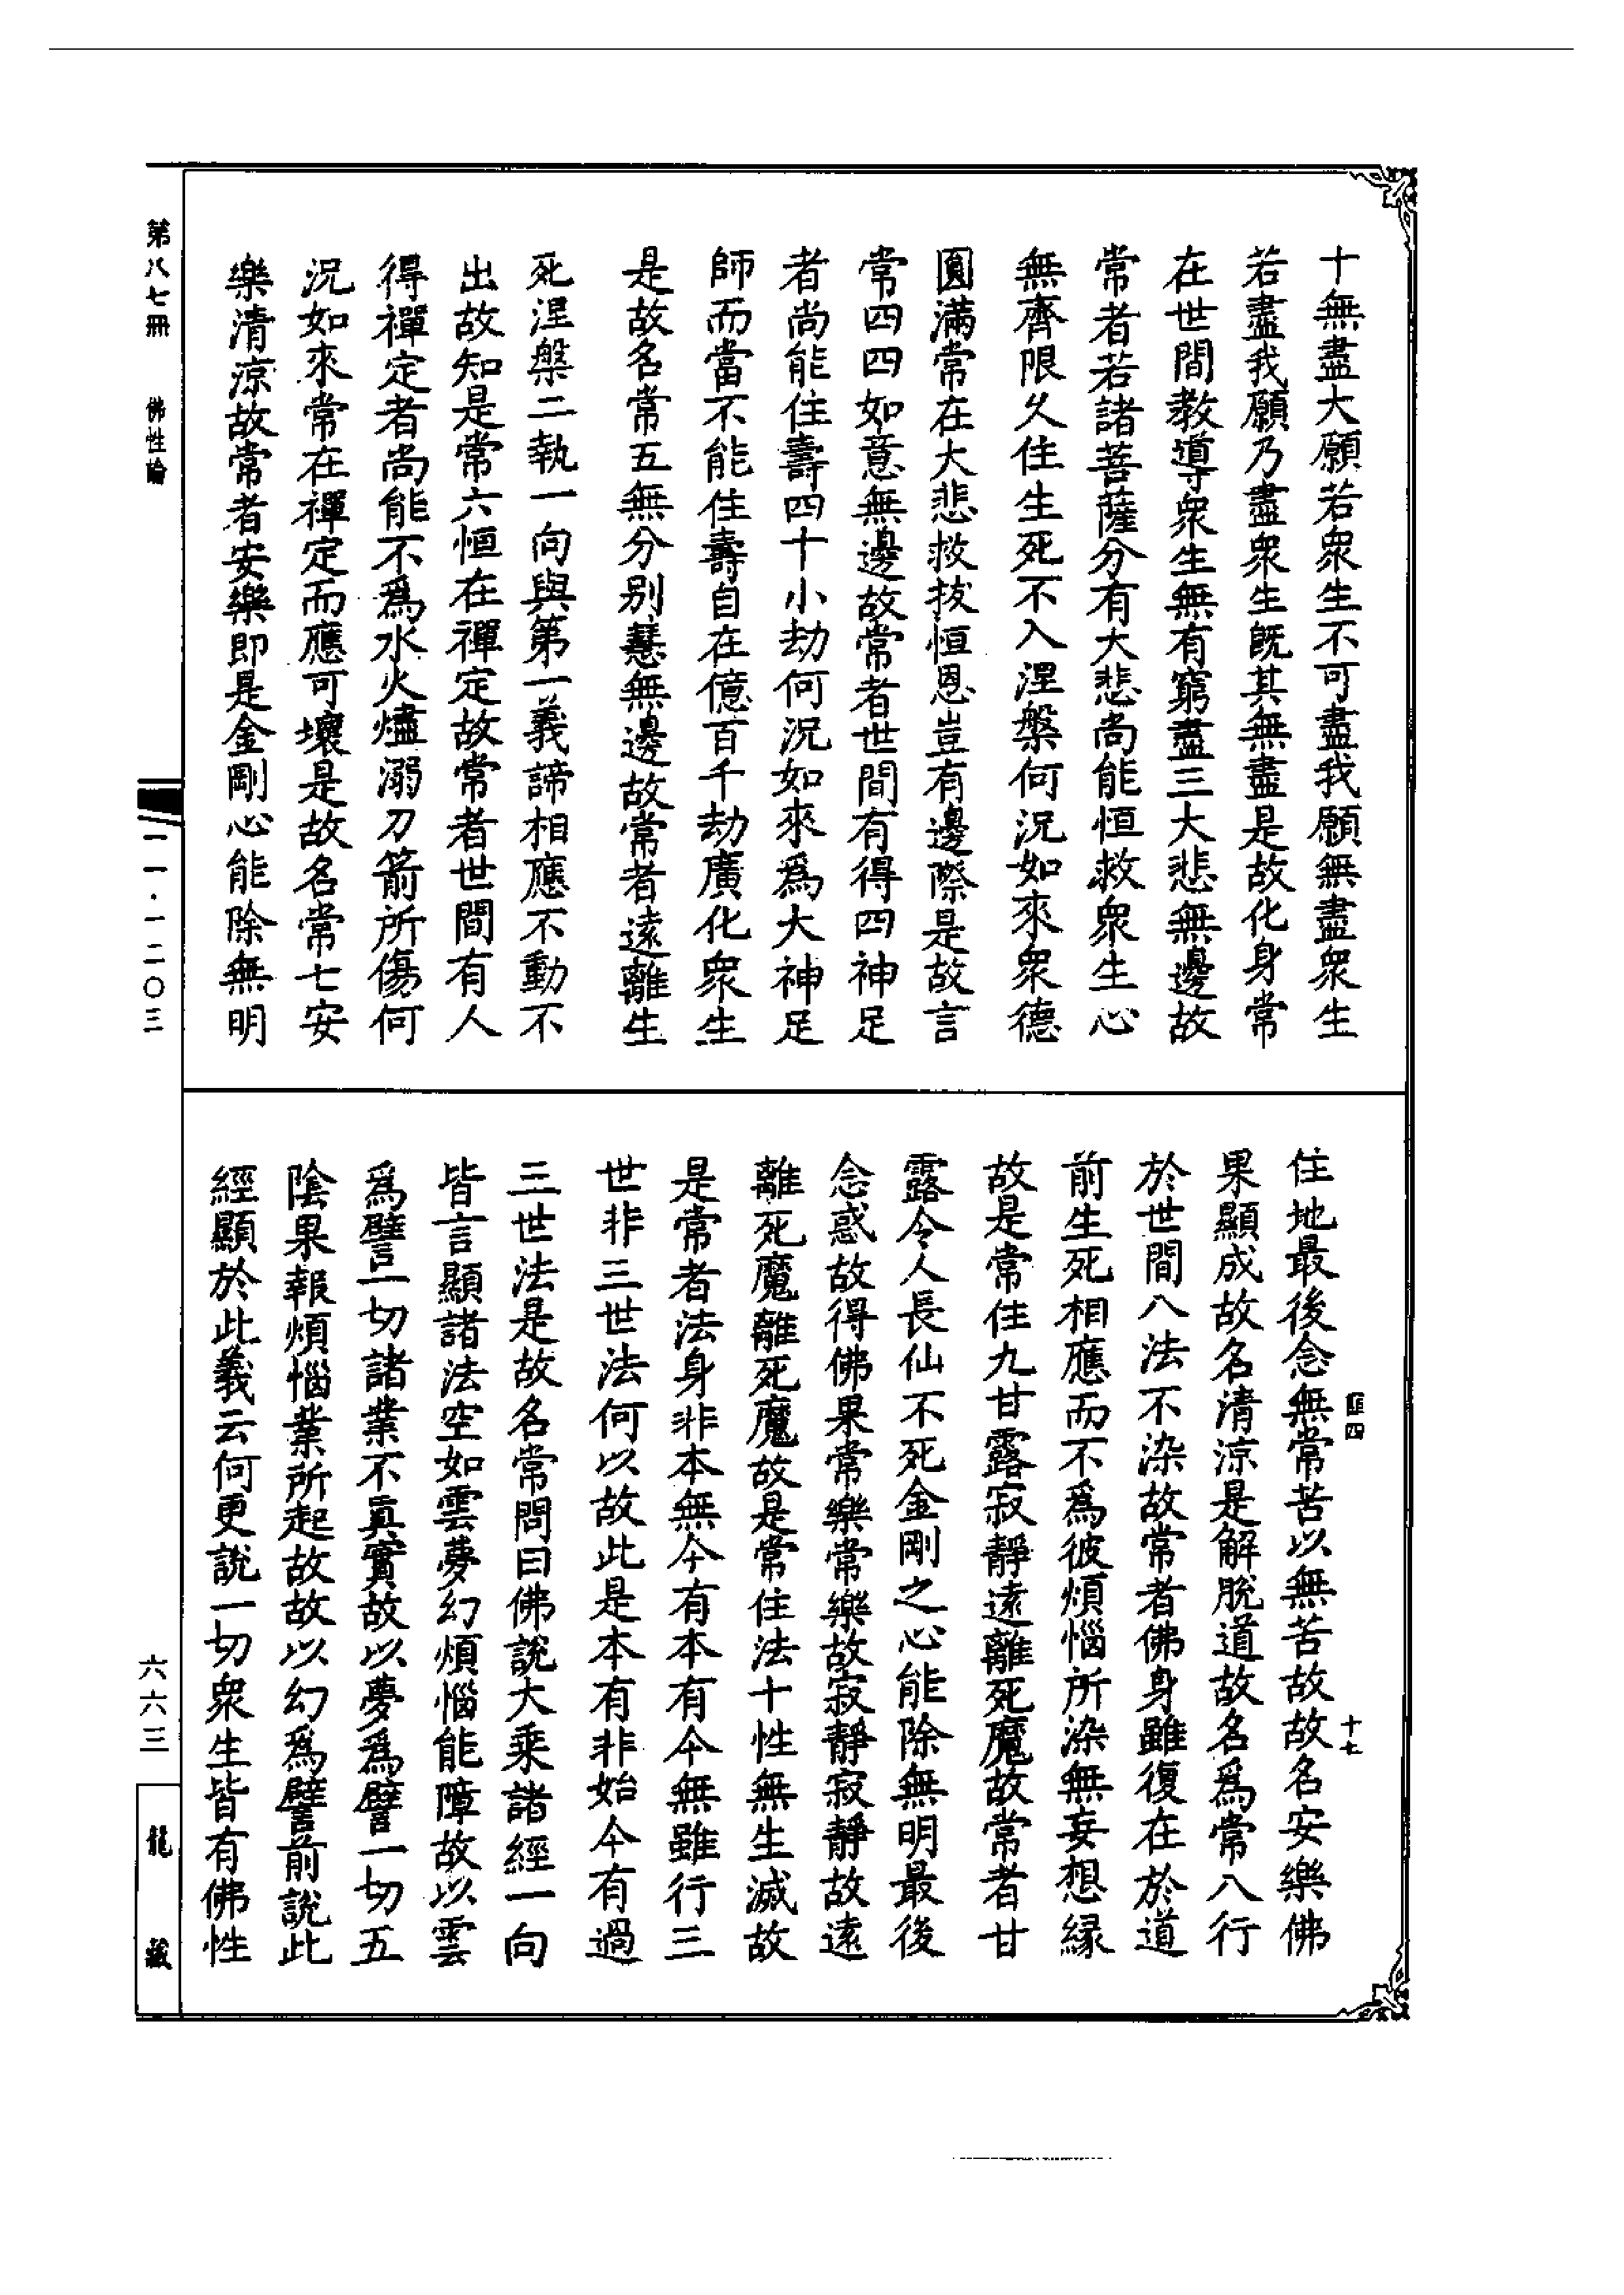 十無盡大願若衆生不可盡我願無盡衆生
若盡我願乃盡衆生旣其無盡是故化身常
在世間教導衆生無有窮盡三大悲無邊故
常者若諸菩薩分有大悲尚能恒救衆生心
無齊限久住生死不入涅槃何況如來衆德
圓滿常在大悲救拔恒恩豈有邊際是故言
常四四如意無邊故常者世間有得四神足
者尚能住壽四十小劫何況如來爲大神足
師而當不能住壽自在億百千劫廣化衆生
是故名常五無分別慧無邊故常者遠離生
死涅槃二執一向與第一義諦相應不動不
出故知是常六恒在禪定故常者世間有人
得禪定者尚能不爲水火燼溺刀箭所傷何
況如來常在禪定而應可壞是故名常七安
樂清涼故常者安樂即是金剛心能除無明
住地最後念無常苦以無苦故故名安樂佛
果顯成故名清涼是解脫道故名爲常八行
於世間八法不染故常者佛身雖復在於道
前生死相應而不爲彼煩惱所染無妄想緣
故是常住九甘露寂靜遠離死魔故常者甘
露令人長仙不死金剛之心能除無明最後
念惑故得佛果常樂常樂故寂靜寂靜故遠
離死魔離死魔故是常住法十性無生滅故
是常者法身非本無今有本有今無雖行三
世非三世法何以故此是本有非始今有過
三世法是故名常問曰佛說大乘諸經一向
皆言顯諸法空如雲夢幻煩惱能障故以雲
爲譬一切諸業不眞實故以夢爲譬一切五
陰果報煩惱業所起故故以幻爲譬前說此
經顯於此義云何更說一切衆生皆有佛性
四
十七
第八七冊 佛性論
一一·一二〇三
六六三
龍藏